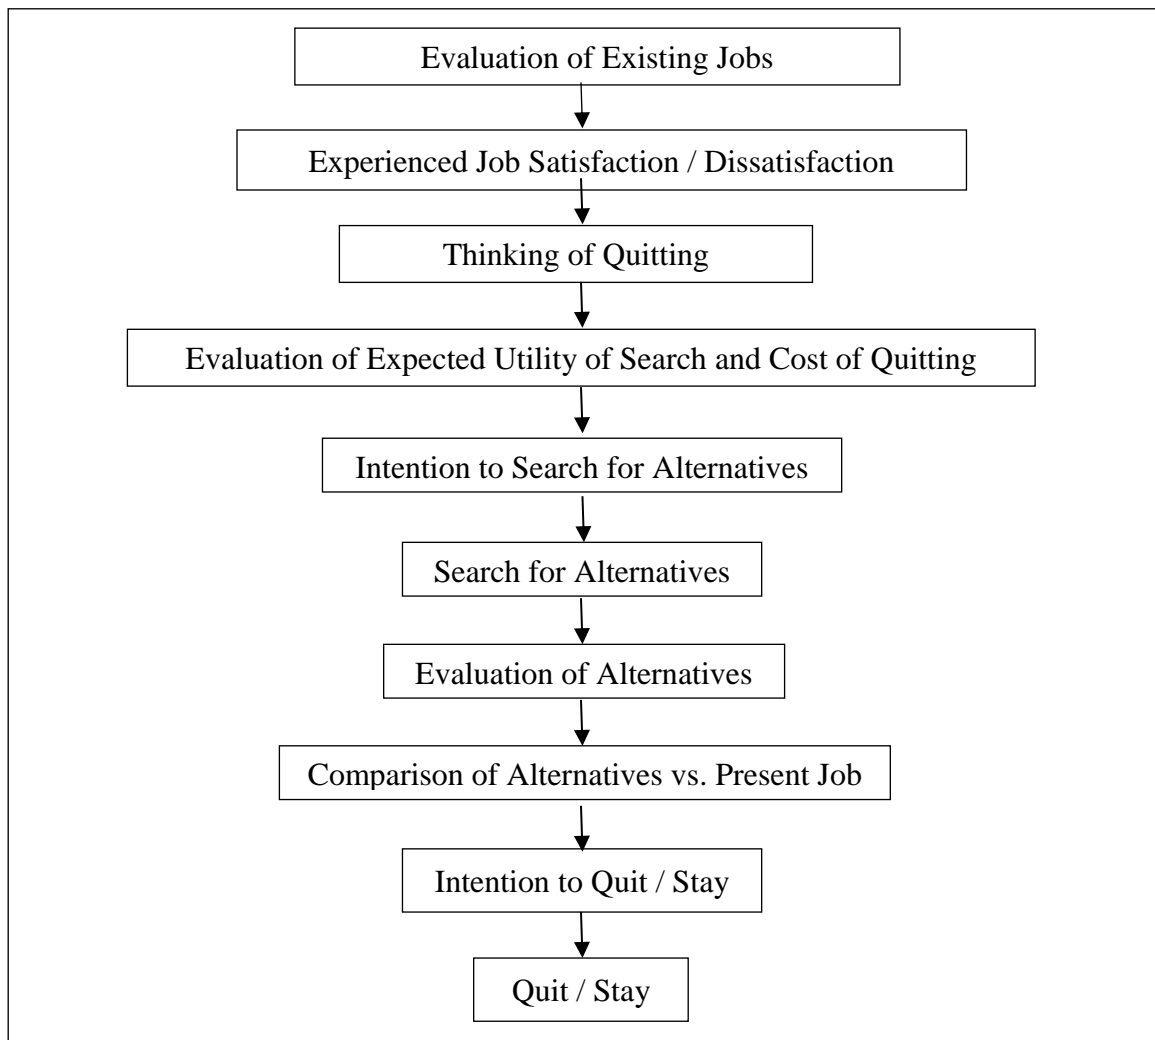 Evaluation of Existing Jobs
Experienced Job Satisfaction / Dissatisfaction
Thinking of Quitting
Evaluation of Expected Utility of Search and Cost of Quitting
Intention to Search for Alternatives
Search for Alternatives
Evaluation of Alternatives
Comparison of Alternatives vs. Present Job
Intention to Quit / Stay
Quit / Stay